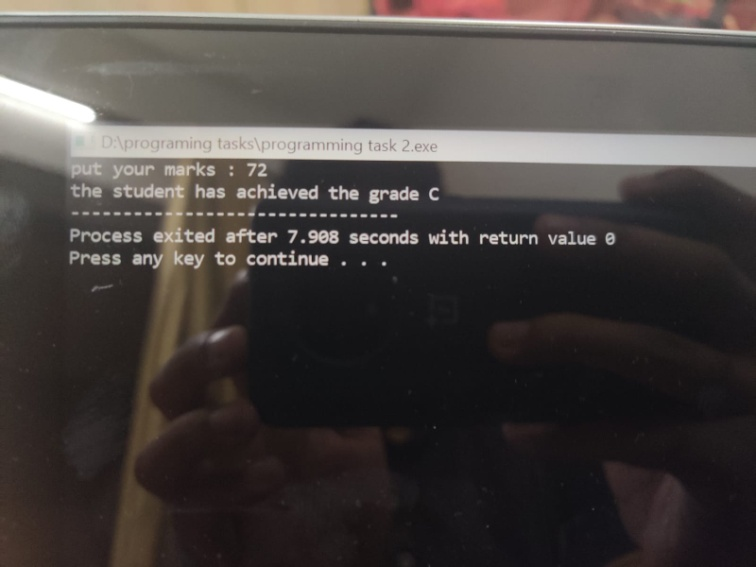 D:\programing tasks\programming task 2.exe
put your marks : 72
the student has achieved the grade C
--------------------------------
Process exited after 7.908 seconds with return value 0
Press any key to continue . . .